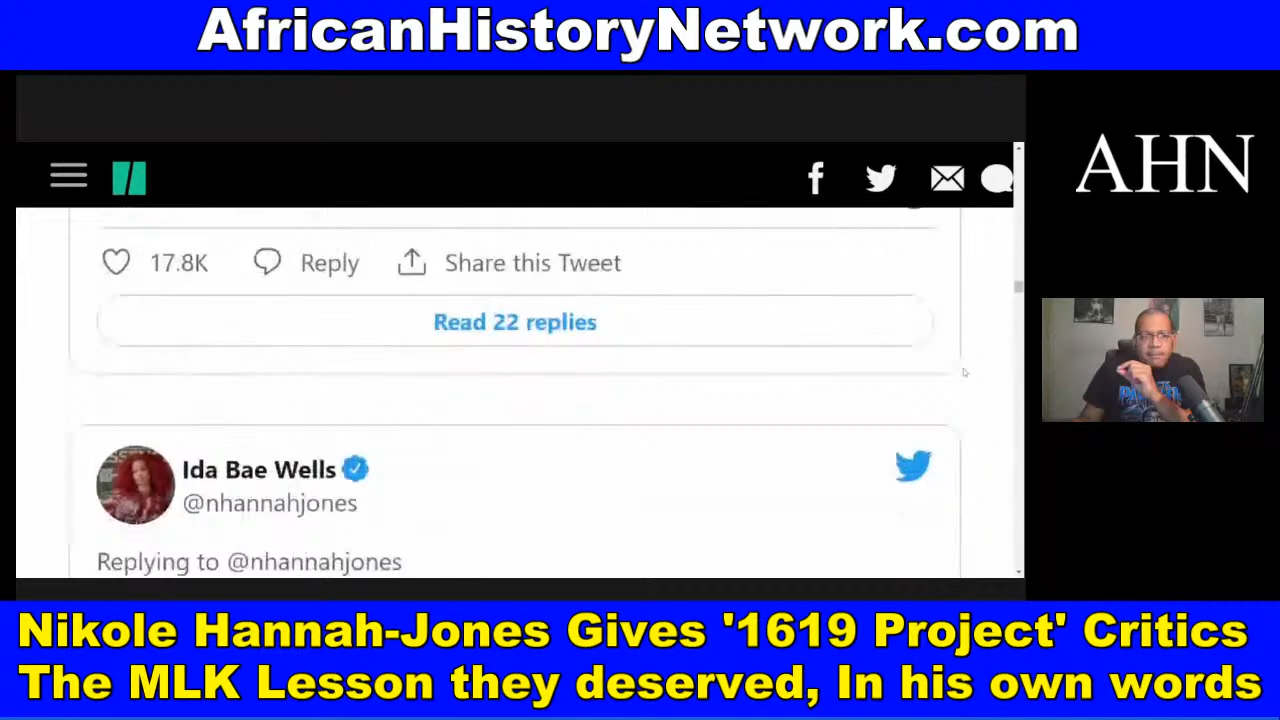 AfricanHistoryNetwork.com
AHN
17.8K Reply Share this Tweet
Read 22 replies
Ida Bae Wells
@nhannahjones
Replying to @nhannahjones
Nikole Hannah-Jones Gives '1619 Project' Critics
The MLK Lesson they deserved, In his own words